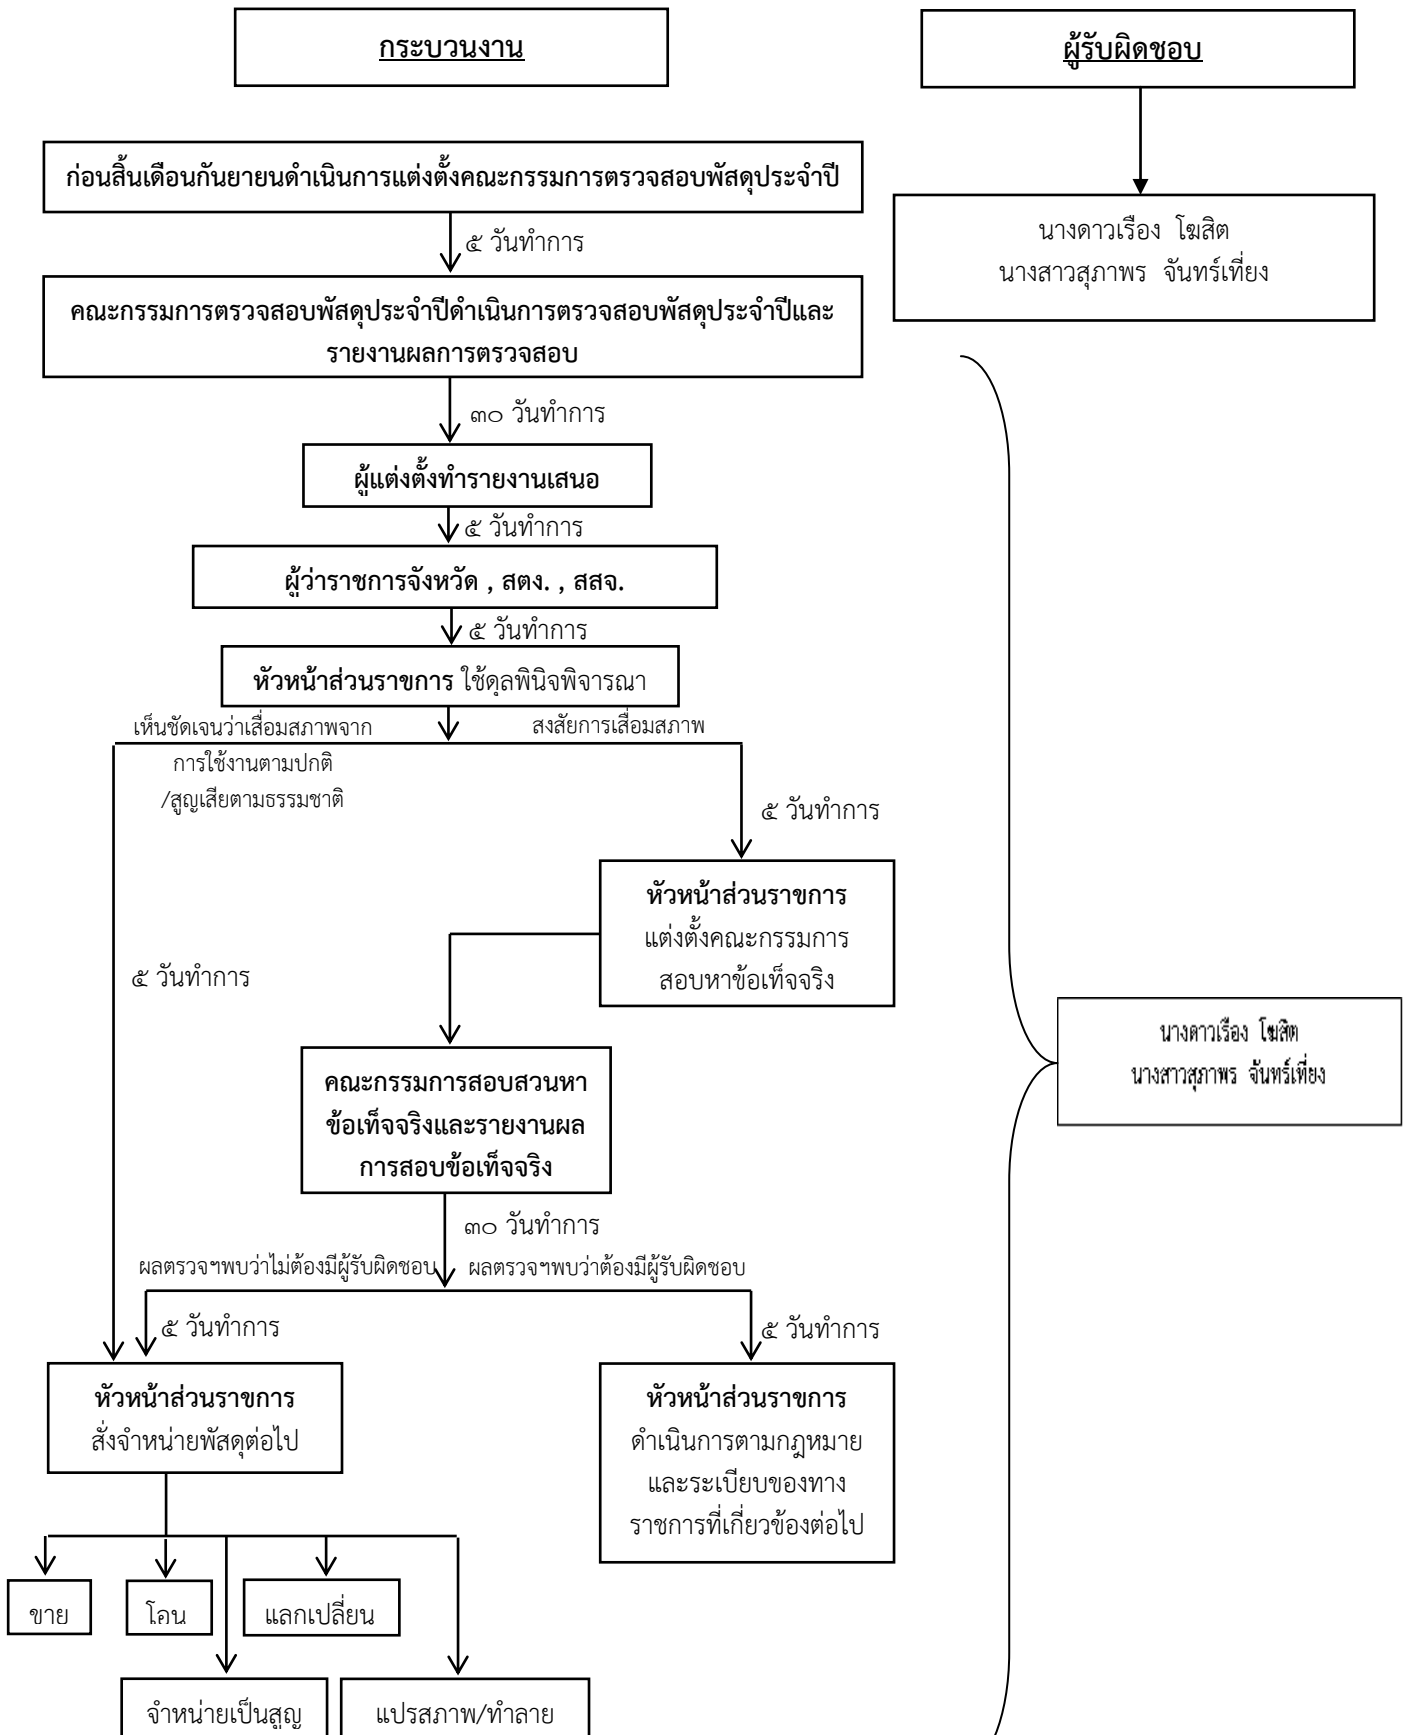 กระบวนงาน
ผู้รับผิดชอบ
ก่อนสิ้นเดือนกันยายนดำเนินการแต่งตั้งคณะกรรมการตรวจสอบพัสดุประจำปี
๕ วันทำการ
นางดาวเรือง โฆสิต
นางสาวสุภาพร จันทร์เที่ยง
คณะกรรมการตรวจสอบพัสดุประจำปีดำเนินการตรวจสอบพัสดุประจำปีและ
รายงานผลการตรวจสอบ
๓๐ วันทำการ
ผู้แต่งตั้งทำรายงานเสนอ
๕ วันทำการ
ผู้ว่าราชการจังหวัด , สตง. , สสจ.
๕ วันทำการ
หัวหน้าส่วนราชการ ใช้ดุลพินิจพิจารณา
เห็นชัดเจนว่าเสื่อมสภาพจาก
การใช้งานตามปกติ
/สูญเสียตามธรรมชาติ
สงสัยการเสื่อมสภาพ
๕ วันทำการ
หัวหน้าส่วนราชการ
แต่งตั้งคณะกรรมการ
สอบหาข้อเท็จจริง
๕ วันทำการ
นางดาวเรือง โฆสิต
นางสาวสุภาพร จันทร์เที่ยง
คณะกรรมการสอบสวนหา
ข้อเท็จจริงและรายงานผล
การสอบข้อเท็จจริง
๓๐ วันทำการ
ผลตรวจฯพบว่าไม่ต้องมีผู้รับผิดชอบ
ผลตรวจฯพบว่าต้องมีผู้รับผิดชอบ
๕ วันทำการ
๕ วันทำการ
หัวหน้าส่วนราชการ
สั่งจำหน่ายพัสดุต่อไป
หัวหน้าส่วนราชการ
ดำเนินการตามกฎหมาย
และระเบียบของทาง
ราชการที่เกี่ยวข้องต่อไป
ขาย
โอน
แลกเปลี่ยน
จำหน่ายเป็นสูญ
แปรสภาพ/ทำลาย